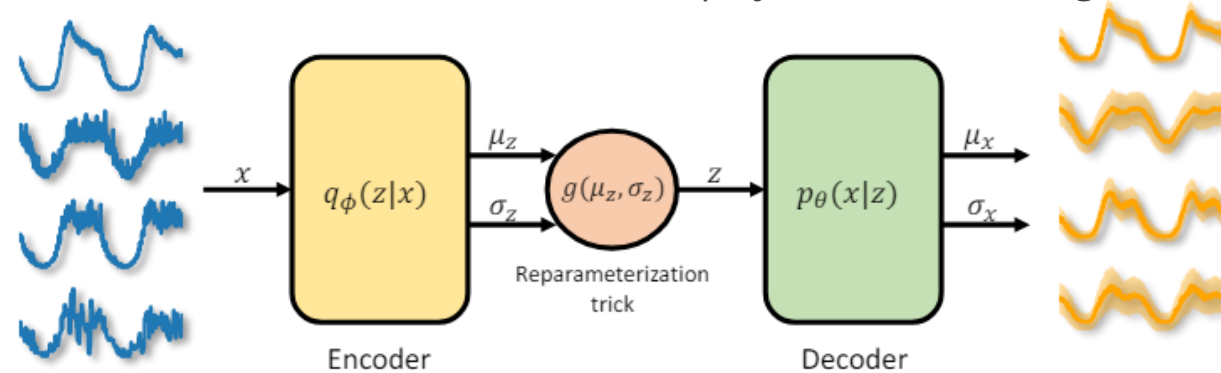 x
q_ϕ(z|x)
μ_z
σ_z
g(μ_z, σ_z)
Reparameterization
trick
z
p_θ(x|z)
μ_x
σ_x
Encoder
Decoder